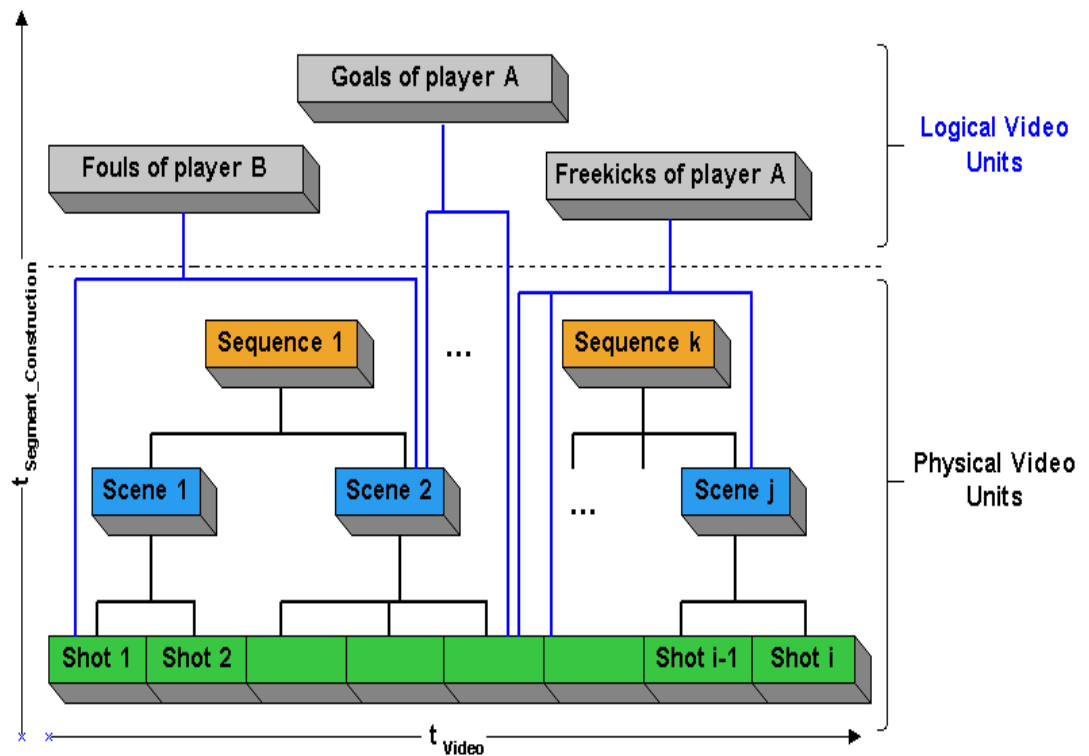 Goals of player A
Logical Video
Units
Fouls of player B
Freekicks of player A
t Segment_Construction
Sequence 1
...
Sequence k
Scene 1
Scene 2
...
Scene j
Physical Video
Units
Shot 1
Shot 2
Shot i-1
Shot i
t Video